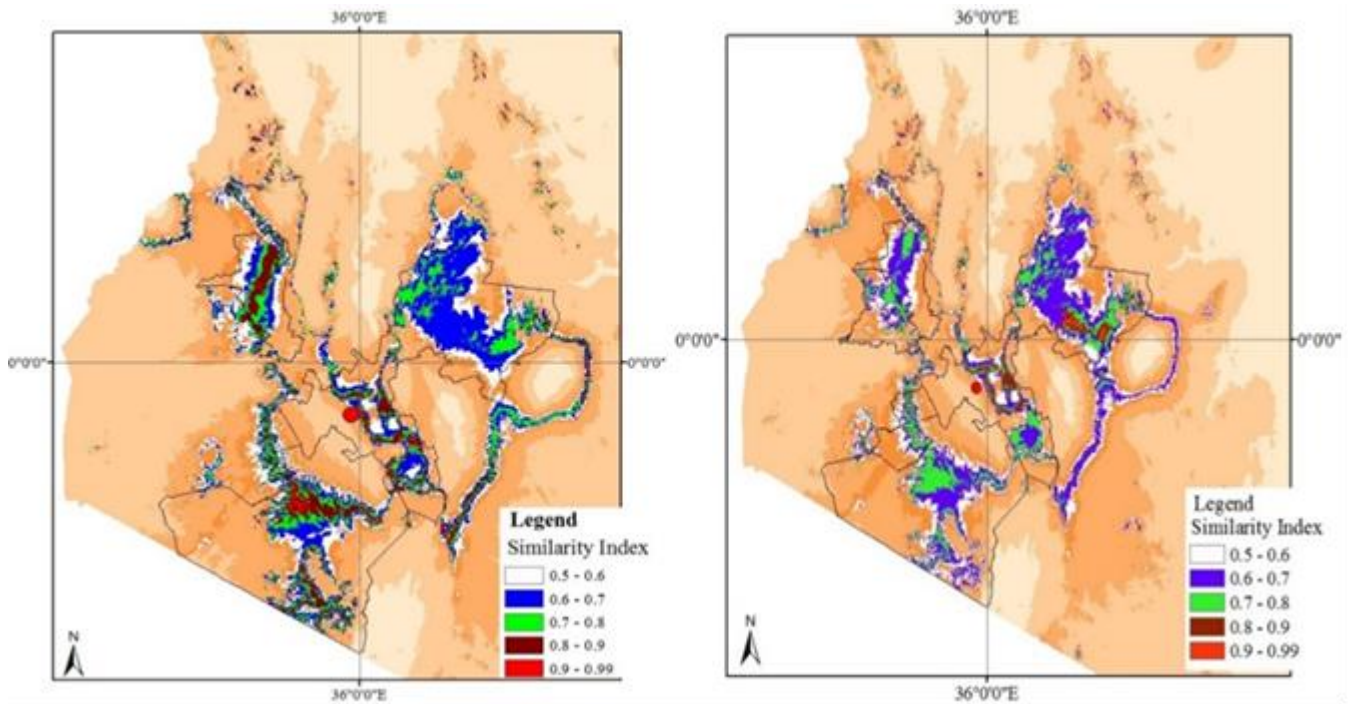 36°0'0"E
0°0'0"
0°0'0"
Legend
Similarity Index
0.5 - 0.6
0.6 - 0.7
0.7 - 0.8
0.8 - 0.9
0.9 - 0.99
N
36°0'0"E
36°0'0"E
0°0'0"
0°0'0"
Legend
Similarity Index
0.5 - 0.6
0.6 - 0.7
0.7 - 0.8
0.8 - 0.9
0.9 - 0.99
N
36°0'0"E